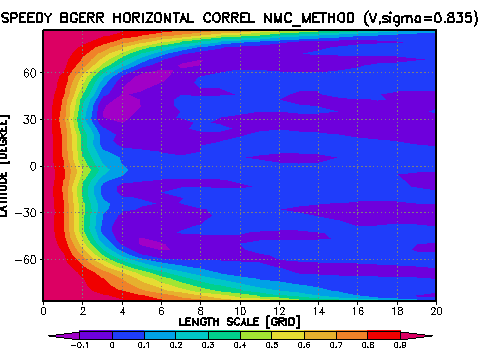 SPEEDY BGERR HORIZONTAL CORREL NMC_METHOD (V,sigma=0.835)
60
30
0
−30
−60
LATITUDE [DEGREE]
0 2 4 6 8 10 12 14 16 18 20
LENGTH SCALE [GRID]
−0.1 0 0.1 0.2 0.3 0.4 0.5 0.6 0.7 0.8 0.9